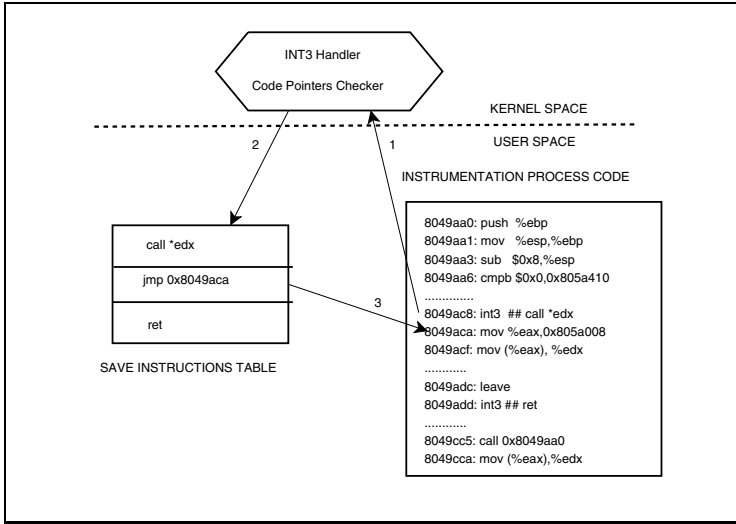 INT3 Handler
Code Pointers Checker
KERNEL SPACE
USER SPACE
2
1
INSTRUMENTATION PROCESS CODE
call *edx
jmp 0x8049aca
ret
SAVE INSTRUCTIONS TABLE
3
8049aa0: push %ebp
8049aa1: mov %esp,%ebp
8049aa3: sub $0x8,%esp
8049aa6: cmpb $0x0,0x805a410
..............
8049ac8: int3 ## call *edx
8049aca: mov %eax,0x805a008
8049acf: mov (%eax), %edx
............
8049adc: leave
8049add: int3 ## ret
............
8049cc5: call 0x8049aa0
8049cca: mov (%eax),%edx